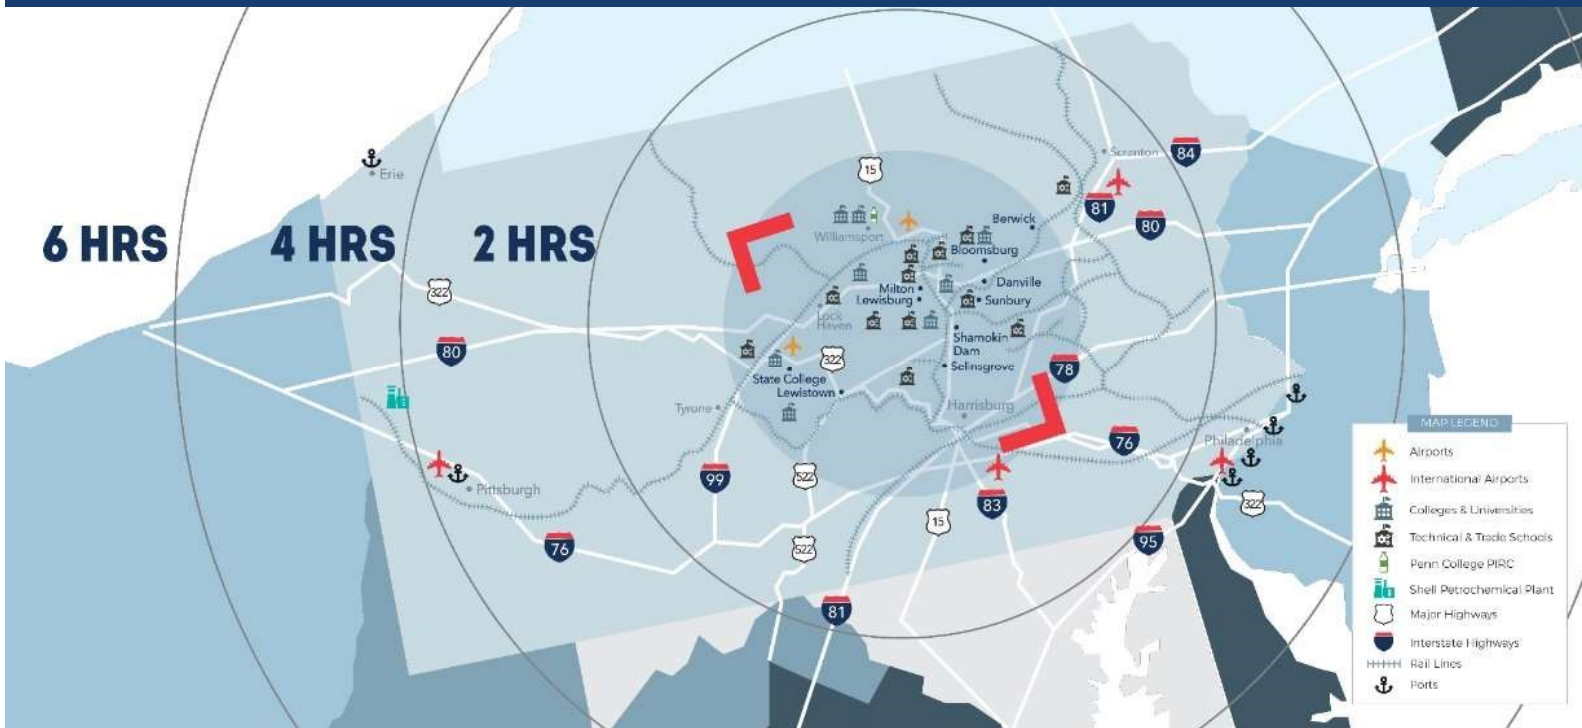 6 HRS
4 HRS
2 HRS
Erie
322
80
Pittsburgh
76
15
Williamsport
Scranton
84
81
80
Berwick
Bloomsburg
Danville
Milton
Lewisburg
Sunbury
Lock
Haven
Shamokin
Dam
Selinsgrove
322
State College
Lewistown
Tyrone
Harrisburg
78
76
99
522
522
15
83
81
95
Philadelphia
322
MAP LEGEND
Airports
International Airports
Colleges & Universities
Technical & Trade Schools
Penn College PIRC
Shell Petrochemical Plant
Major Highways
Interstate Highways
Rail Lines
Ports